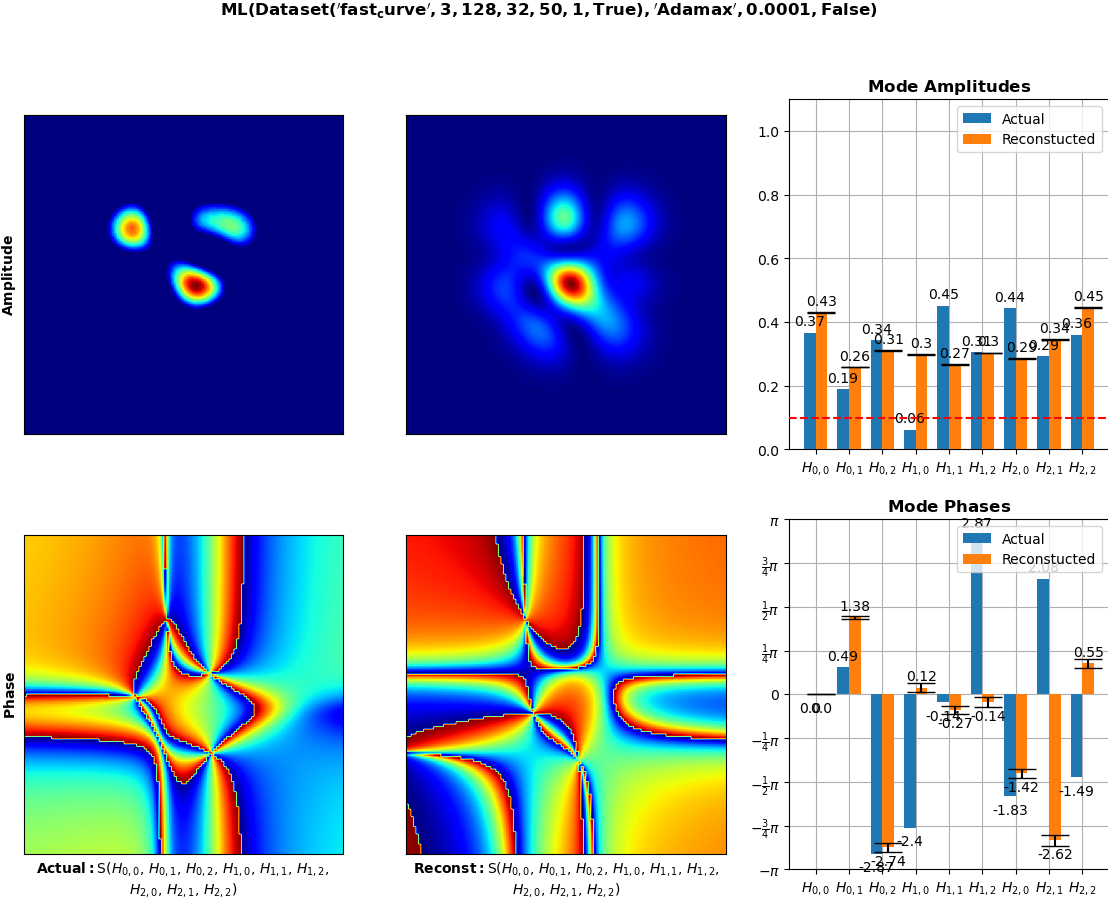 ML(Dataset('fast_curve', 3, 128, 32, 50, 1, True), 'Adamax', 0.0001, False)
Amplitude
Mode Amplitudes
Actual
Reconstucted
1.0
0.8
0.6
0.4
0.2
0.0
0.37
0.43
0.19
0.26
0.34
0.31
0.06
0.3
0.45
0.27
0.31
0.3
0.44
0.29
0.29
0.34
0.36
0.45
H0,0 H0,1 H0,2 H1,0 H1,1 H1,2 H2,0 H2,1 H2,2
Phase
Mode Phases
Actual
Reconstucted
π
3/4π
1/2π
1/4π
0
−1/4π
−1/2π
−3/4π
−π
0.0
0.0
0.49
1.38
-2.87
-2.74
-2.4
0.12
-0.14
-0.27
2.87
-0.14
-1.83
-1.42
2.08
-2.62
-1.49
0.55
H0,0 H0,1 H0,2 H1,0 H1,1 H1,2 H2,0 H2,1 H2,2
Actual: S(H0,0, H0,1, H0,2, H1,0, H1,1, H1,2,
H2,0, H2,1, H2,2)
Reconst: S(H0,0, H0,1, H0,2, H1,0, H1,1, H1,2,
H2,0, H2,1, H2,2)